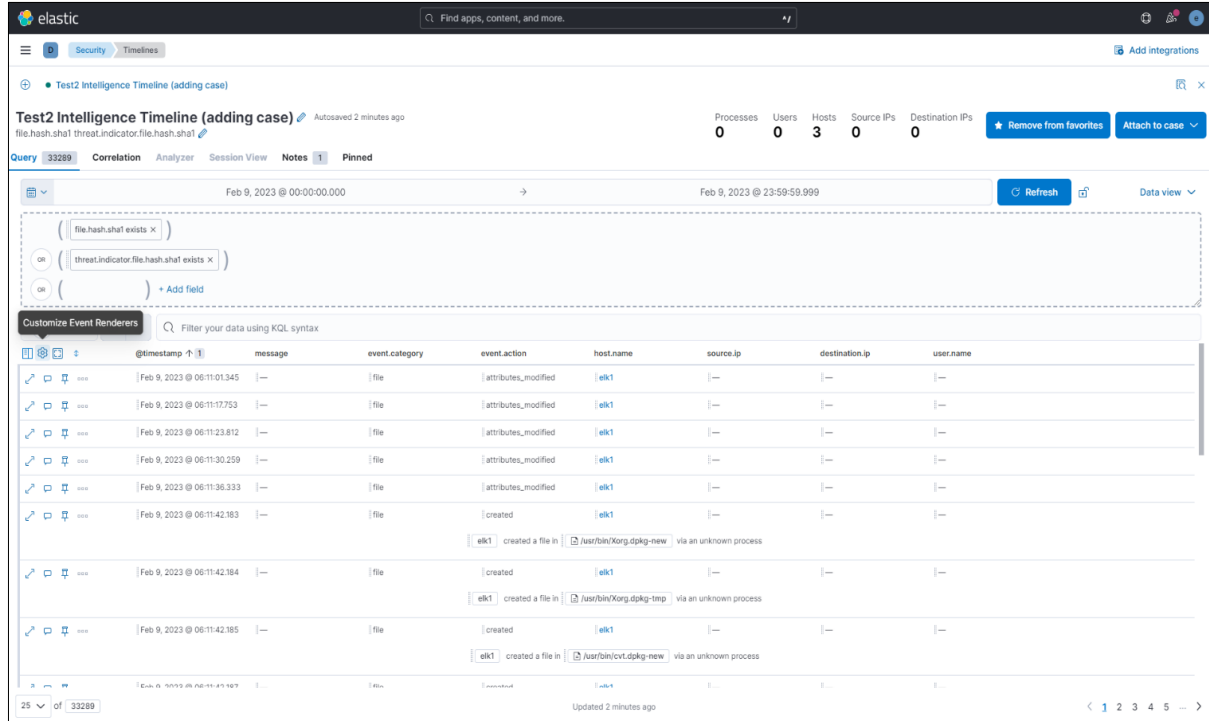 elastic
Find apps, content, and more.
^/
e
D
Security
Timelines
Add integrations
Test2 Intelligence Timeline (adding case)
Test2 Intelligence Timeline (adding case)
Autosaved 2 minutes ago
file.hash.sha1 threat.indicator.file.hash.sha1
Processes Users Hosts Source IPs Destination IPs
0 0 3 0 0
Remove from favorites
Attach to case
Query 33289 Correlation Analyzer Session View Notes 1 Pinned
Feb 9, 2023 @ 00:00:00.000 → Feb 9, 2023 @ 23:59:59.999
Refresh
Data view
( file.hash.sha1 exists × )
OR ( threat.indicator.file.hash.sha1 exists × )
OR ( ) + Add field
Customize Event Renderers
Filter your data using KQL syntax
@timestamp ↑ 1 message event.category event.action host.name source.ip destination.ip user.name
Feb 9, 2023 @ 06:11:01.345 — file attributes_modified elk1 — — —
Feb 9, 2023 @ 06:11:17.753 — file attributes_modified elk1 — — —
Feb 9, 2023 @ 06:11:23.812 — file attributes_modified elk1 — — —
Feb 9, 2023 @ 06:11:30.259 — file attributes_modified elk1 — — —
Feb 9, 2023 @ 06:11:36.333 — file attributes_modified elk1 — — —
Feb 9, 2023 @ 06:11:42.183 — file created elk1 — — —
elk1 created a file in /usr/bin/Xorg.dpkg-new via an unknown process
Feb 9, 2023 @ 06:11:42.184 — file created elk1 — — —
elk1 created a file in /usr/bin/Xorg.dpkg-tmp via an unknown process
Feb 9, 2023 @ 06:11:42.185 — file created elk1 — — —
elk1 created a file in /usr/bin/cvt.dpkg-new via an unknown process
Feb 9, 2023 @ 06:11:42.187 — file created elk1 — — —
25 of 33289
Updated 2 minutes ago
1 2 3 4 5